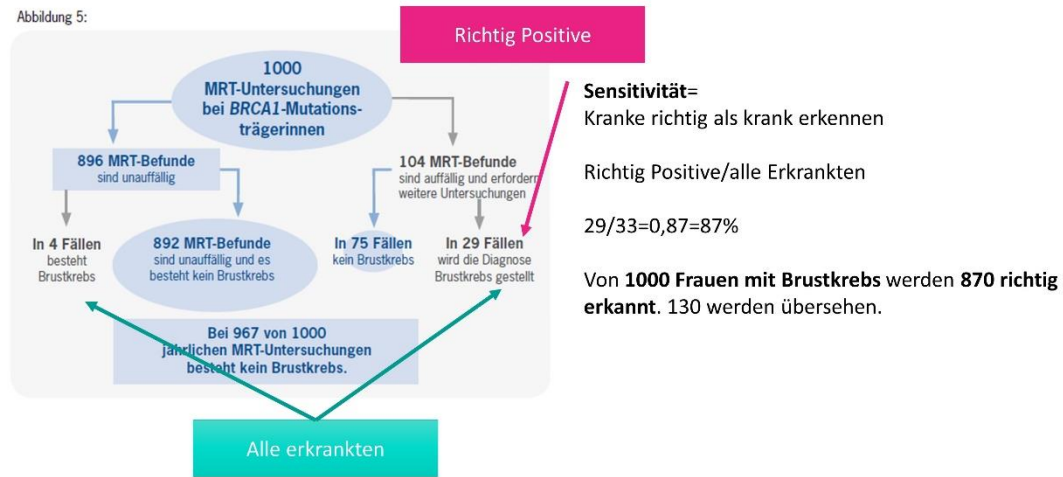 Abbildung 5:
Richtig Positive
1000
MRT-Untersuchungen
bei BRCA1-Mutations-
trägerinnen
896 MRT-Befunde
sind unauffällig
104 MRT-Befunde
sind auffällig und erfordern
weitere Untersuchungen
In 4 Fällen
besteht
Brustkrebs
892 MRT-Befunde
sind unauffällig und es
besteht kein Brustkrebs
In 75 Fällen
kein Brustkrebs
In 29 Fällen
wird die Diagnose
Brustkrebs gestellt
Bei 967 von 1000
jährlichen MRT-Untersuchungen
besteht kein Brustkrebs.
Alle erkrankten
Sensitivität=
Kranke richtig als krank erkennen
Richtig Positive/alle Erkrankten
29/33=0,87=87%
Von 1000 Frauen mit Brustkrebs werden 870 richtig
erkannt. 130 werden übersehen.